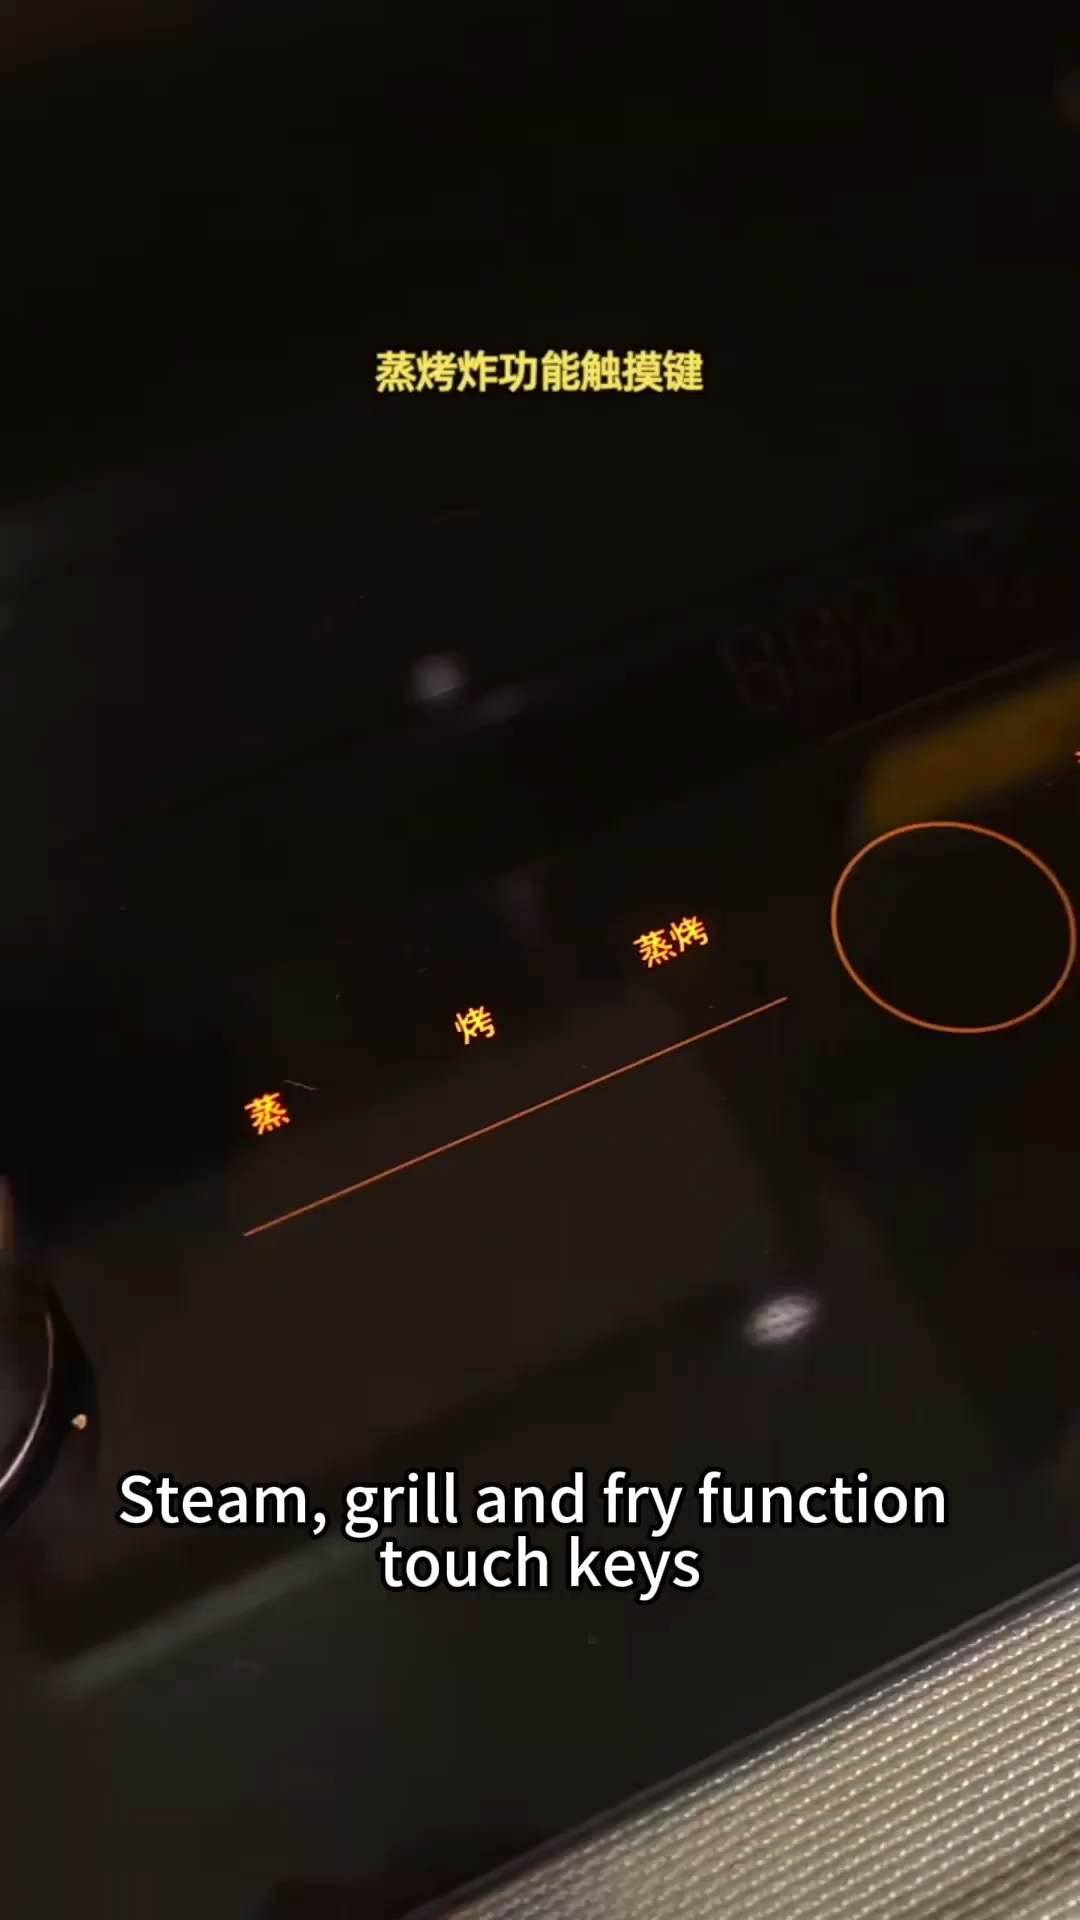 蒸烤炸功能触摸键
蒸烤
烤
蒸
Steam, grill and fry function
touch keys